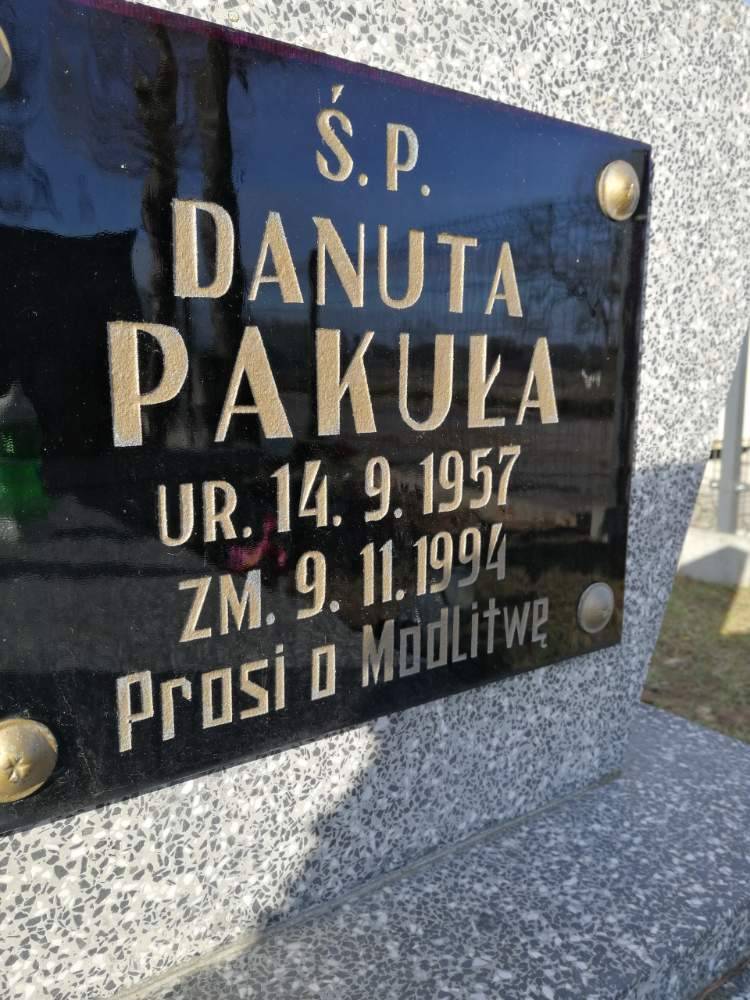 Ś.P.
DANUTA
PAKUŁA
UR. 14. 9. 1957
ZM. 9. 11. 1994
Prosi o Modlitwę